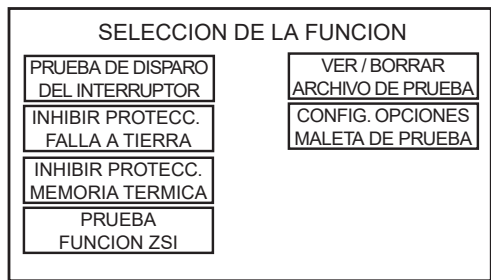 SELECCION DE LA FUNCION
PRUEBA DE DISPARO
DEL INTERRUPTOR
INHIBIR PROTECC.
FALLA A TIERRA
INHIBIR PROTECC.
MEMORIA TERMICA
PRUEBA
FUNCION ZSI
VER / BORRAR
ARCHIVO DE PRUEBA
CONFIG. OPCIONES
MALETA DE PRUEBA